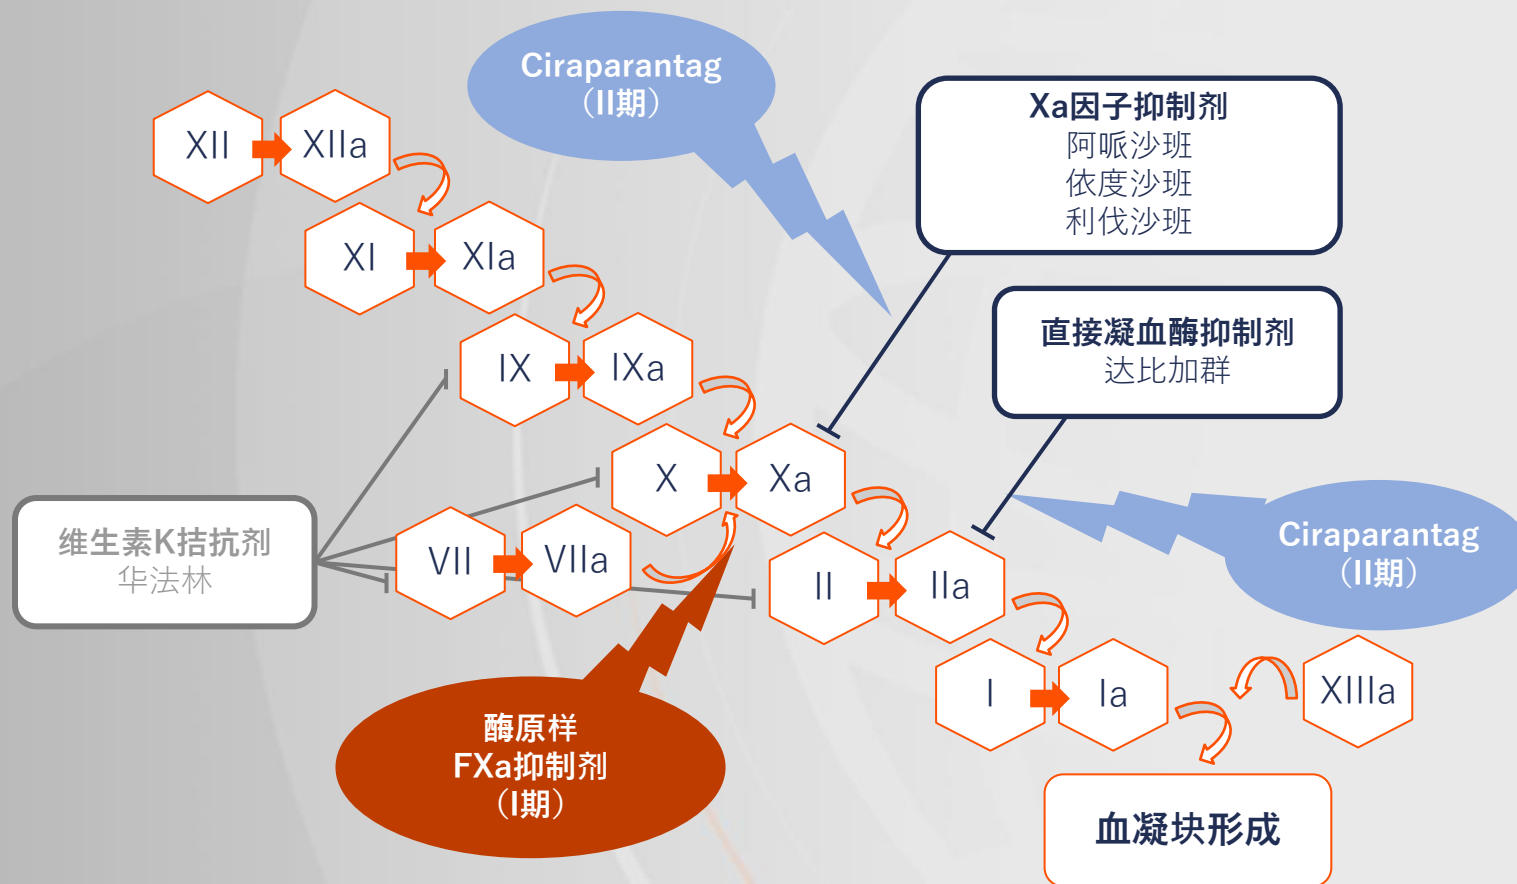 Ciraparantag
（II期）
Xa因子抑制剂
阿哌沙班
依度沙班
利伐沙班
XII
XIIa
XI
XIa
直接凝血酶抑制剂
达比加群
IX
IXa
X
Xa
维生素K拮抗剂
华法林
VII
VIIa
II
IIa
Ciraparantag
（II期）
I
Ia
XIIIa
酶原样
FXa抑制剂
（I期）
血凝块形成